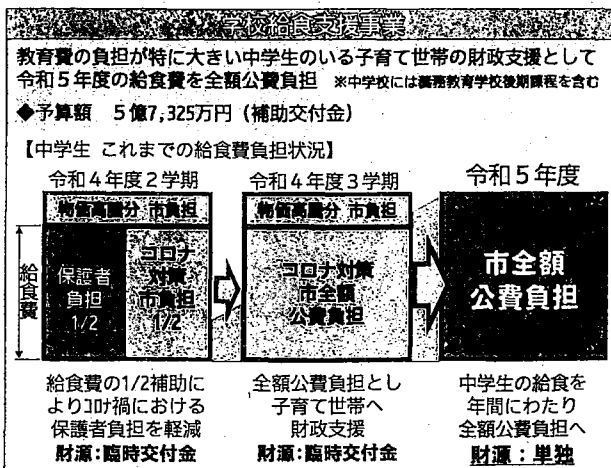 学校給食支援事業
教育費の負担が特に大きい中学生のいる子育て世帯の財政支援として
令和5年度の給食費を全額公費負担 ※中学校には義務教育学校後期課程を含む
◆予算額 5億7,325万円(補助交付金)
【中学生 これまでの給食費負担状況】
令和4年度2学期
物価高騰分 市負担
給食費
保護者
負担
1/2
コロナ
対策
市負担
1/2
給食費の1/2補助に
よりコロナ禍における
保護者負担を軽減
財源:臨時交付金
令和4年度3学期
物価高騰分 市負担
コロナ対策
市全額
公費負担
全額公費負担とし
子育て世帯へ
財政支援
財源:臨時交付金
令和5年度
市全額
公費負担
中学生の給食を
年間にわたり
全額公費負担へ
財源:単独